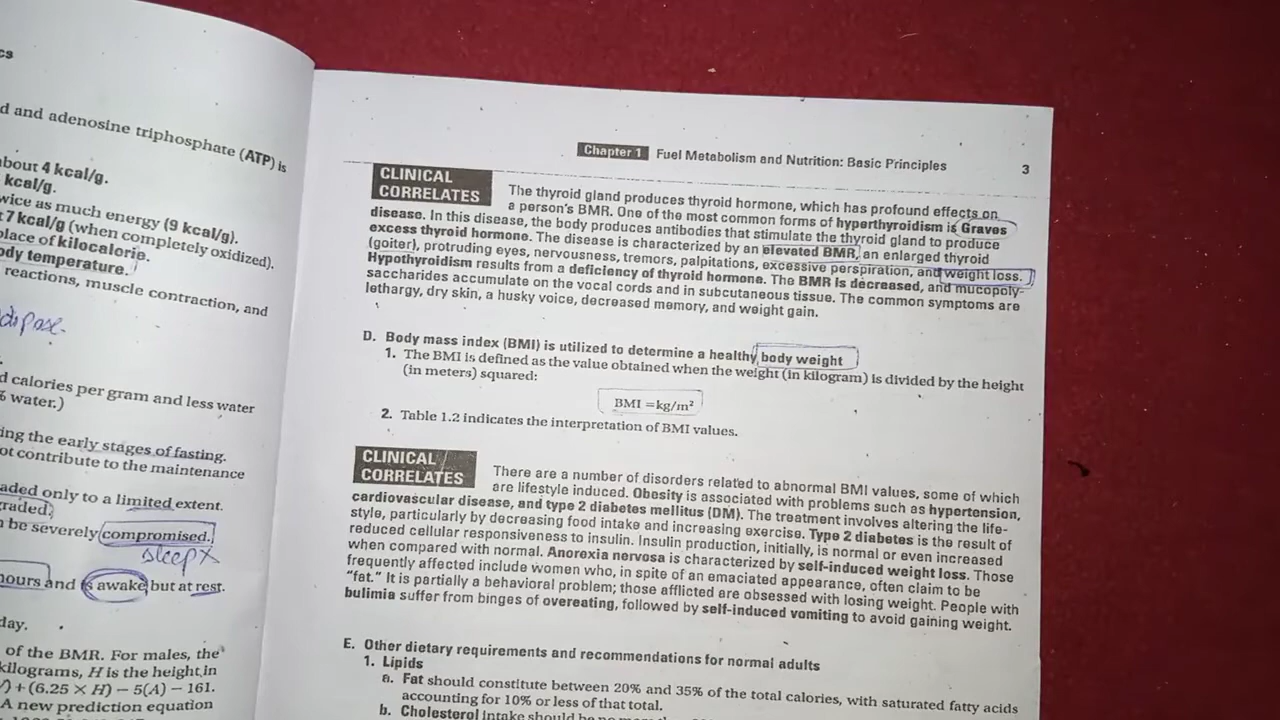 cs
d and adenosine triphosphate (ATP) is
about 4 kcal/g.
kcal/g.
wice as much energy (9 kcal/g).
t 7 kcal/g (when completely oxidized).
place of kilocalorie.
ody temperature.
reactions, muscle contraction, and
d calories per gram and less water
% water.)
ing the early stages of fasting.
ot contribute to the maintenance
aded only to a limited extent.
raded.
n be severely compromised.
sleep x
hours and is awake but at rest.
day.
of the BMR. For males, the
kilograms, H is the height in
) + (6.25 × H) − 5(A) − 161.
A new prediction equation
Chapter 1 Fuel Metabolism and Nutrition: Basic Principles 3
CLINICAL
CORRELATES
The thyroid gland produces thyroid hormone, which has profound effects on
a person's BMR. One of the most common forms of hyperthyroidism is Graves
disease. In this disease, the body produces antibodies that stimulate the thyroid gland to produce
excess thyroid hormone. The disease is characterized by an elevated BMR, an enlarged thyroid
(goiter), protruding eyes, nervousness, tremors, palpitations, excessive perspiration, and weight loss.
Hypothyroidism results from a deficiency of thyroid hormone. The BMR is decreased, and mucopoly-
saccharides accumulate on the vocal cords and in subcutaneous tissue. The common symptoms are
lethargy, dry skin, a husky voice, decreased memory, and weight gain.
D. Body mass index (BMI) is utilized to determine a healthy body weight
1. The BMI is defined as the value obtained when the weight (in kilogram) is divided by the height
(in meters) squared:
BMI = kg/m²
2. Table 1.2 indicates the interpretation of BMI values.
CLINICAL
CORRELATES
There are a number of disorders related to abnormal BMI values, some of which
are lifestyle induced. Obesity is associated with problems such as hypertension,
cardiovascular disease, and type 2 diabetes mellitus (DM). The treatment involves altering the life-
style, particularly by decreasing food intake and increasing exercise. Type 2 diabetes is the result of
reduced cellular responsiveness to insulin. Insulin production, initially, is normal or even increased
when compared with normal. Anorexia nervosa is characterized by self-induced weight loss. Those
frequently affected include women who, in spite of an emaciated appearance, often claim to be
"fat." It is partially a behavioral problem; those afflicted are obsessed with losing weight. People with
bulimia suffer from binges of overeating, followed by self-induced vomiting to avoid gaining weight.
E. Other dietary requirements and recommendations for normal adults
1. Lipids
a. Fat should constitute between 20% and 35% of the total calories, with saturated fatty acids
accounting for 10% or less of that total.
b. Cholesterol intake should be no more